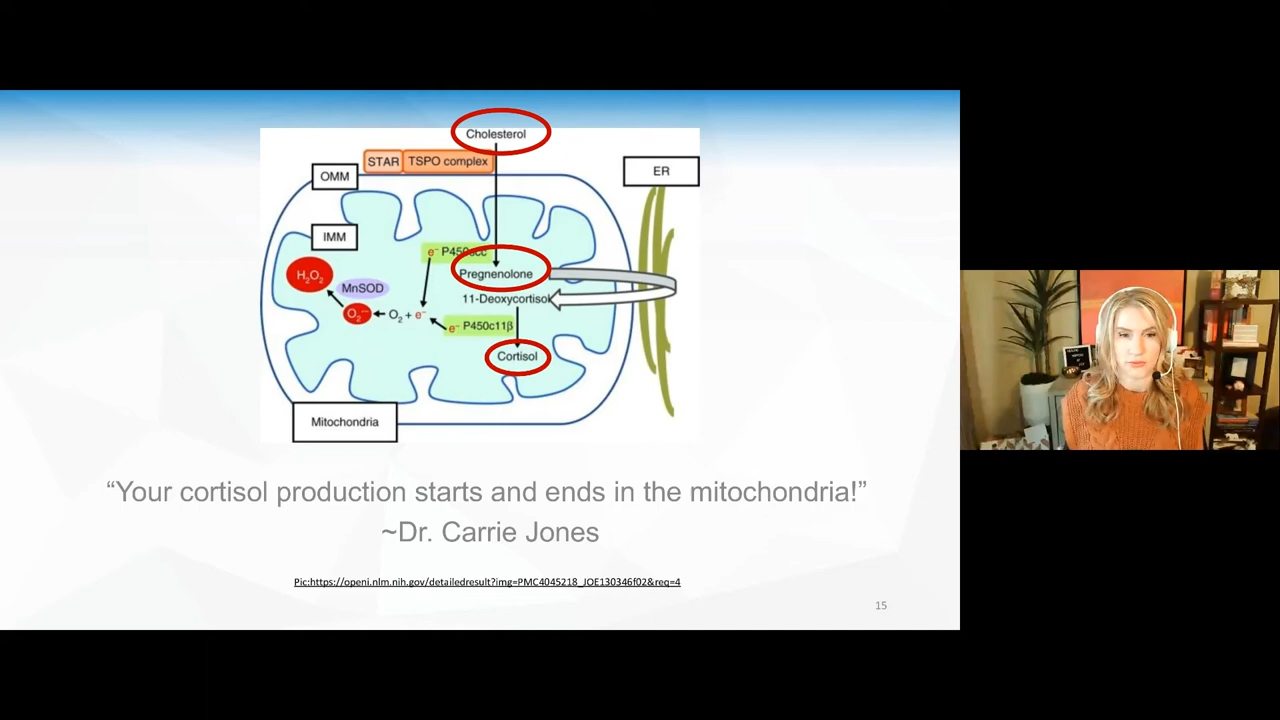 Cholesterol
STAR TSPO complex
ER
OMM
IMM
e⁻ P450scc
H₂O₂
Pregnenolone
MnSOD
11-Deoxycortisol
O₂⁻ O₂ + e⁻
e⁻ P450c11β
Cortisol
Mitochondria
“Your cortisol production starts and ends in the mitochondria!”
~Dr. Carrie Jones
Pic:https://openi.nlm.nih.gov/detailedresult?img=PMC4045218_JOE130346f02&req=4
15